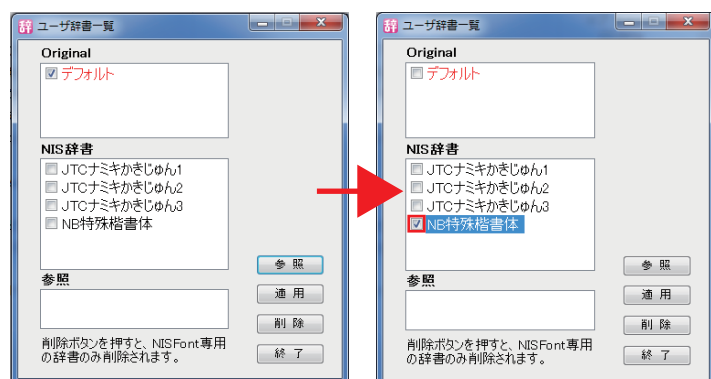 辞 ユーザ辞書一覧
Original
デフォルト
NIS辞書
JTCナミキかきじゅん1
JTCナミキかきじゅん2
JTCナミキかきじゅん3
NB特殊楷書体
参照
参照
適用
削除
終了
削除ボタンを押すと、NISFont専用
の辞書のみ削除されます。
辞 ユーザ辞書一覧
Original
デフォルト
NIS辞書
JTCナミキかきじゅん1
JTCナミキかきじゅん2
JTCナミキかきじゅん3
NB特殊楷書体
参照
参照
適用
削除
終了
削除ボタンを押すと、NISFont専用
の辞書のみ削除されます。